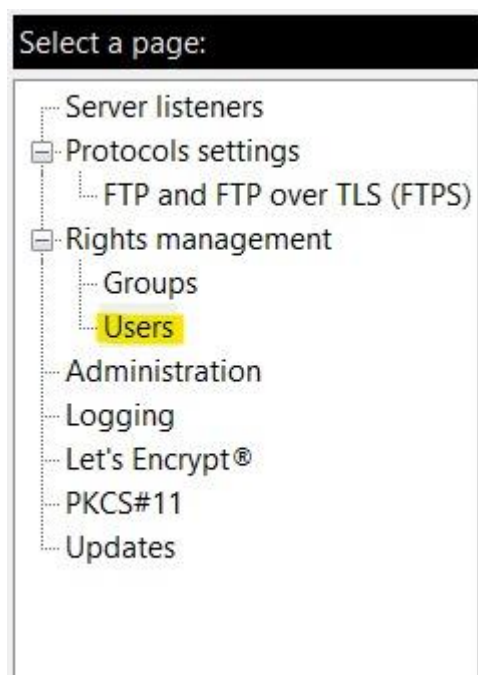 Select a page:
Server listeners
Protocols settings
FTP and FTP over TLS (FTPS)
Rights management
Groups
Users
Administration
Logging
Let's Encrypt®
PKCS#11
Updates